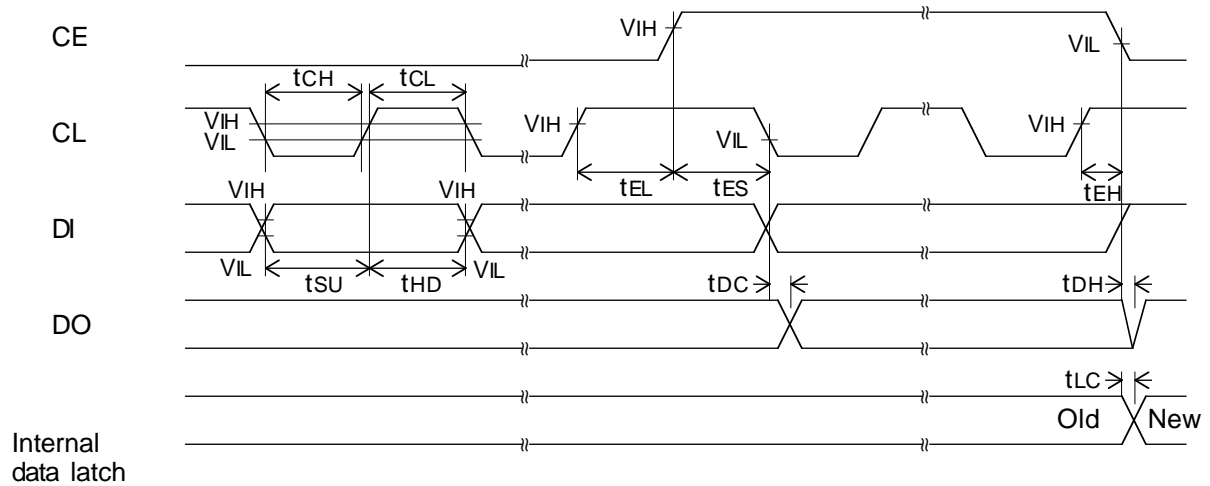 CE
VIH
VIL
tCH
tCL
CL
VIH
VIL
VIH
VIL
VIH
tEL
tES
tEH
VIH
VIH
DI
VIL
VIL
tSU
tHD
tDC
tDH
DO
tLC
Old
New
Internal
data latch